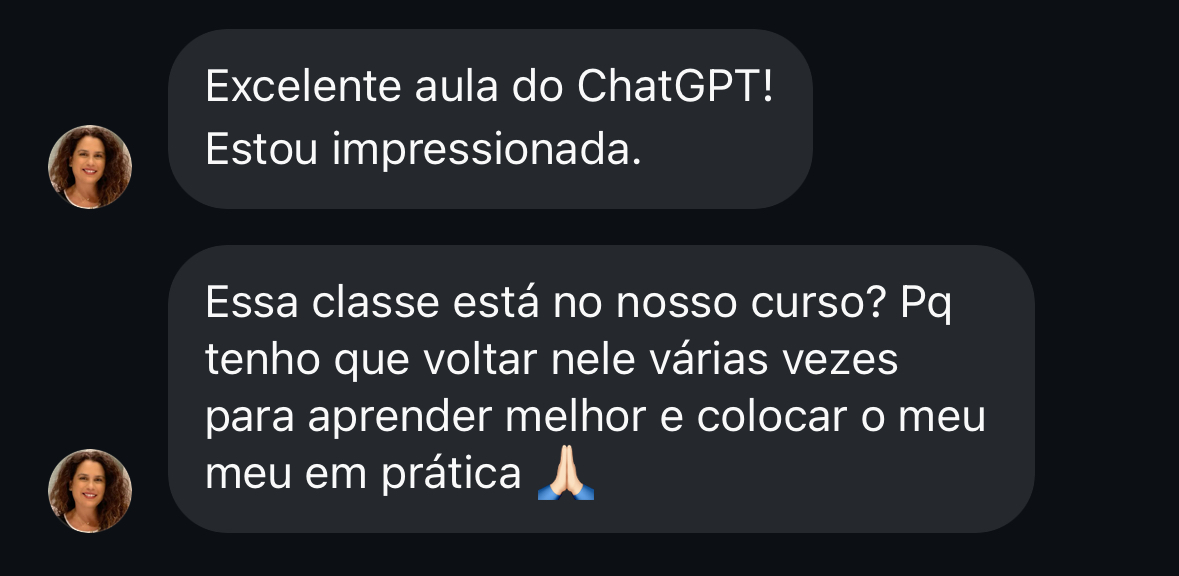 Excelente aula do ChatGPT!
Estou impressionada.
Essa classe está no nosso curso? Pq
tenho que voltar nele várias vezes
para aprender melhor e colocar o meu
meu em prática 🙏🏻